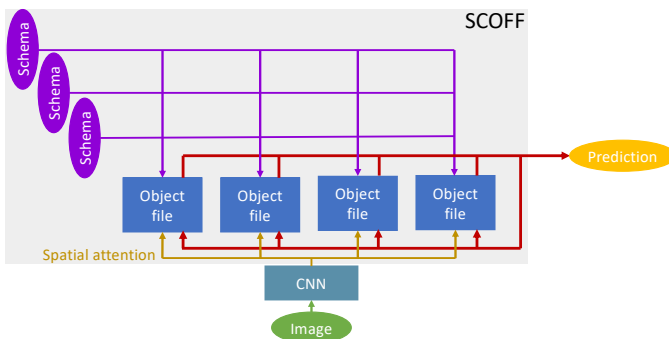 SCOFF
Schema
Schema
Schema
Prediction
Object
file
Object
file
Object
file
Object
file
Spatial attention
CNN
Image